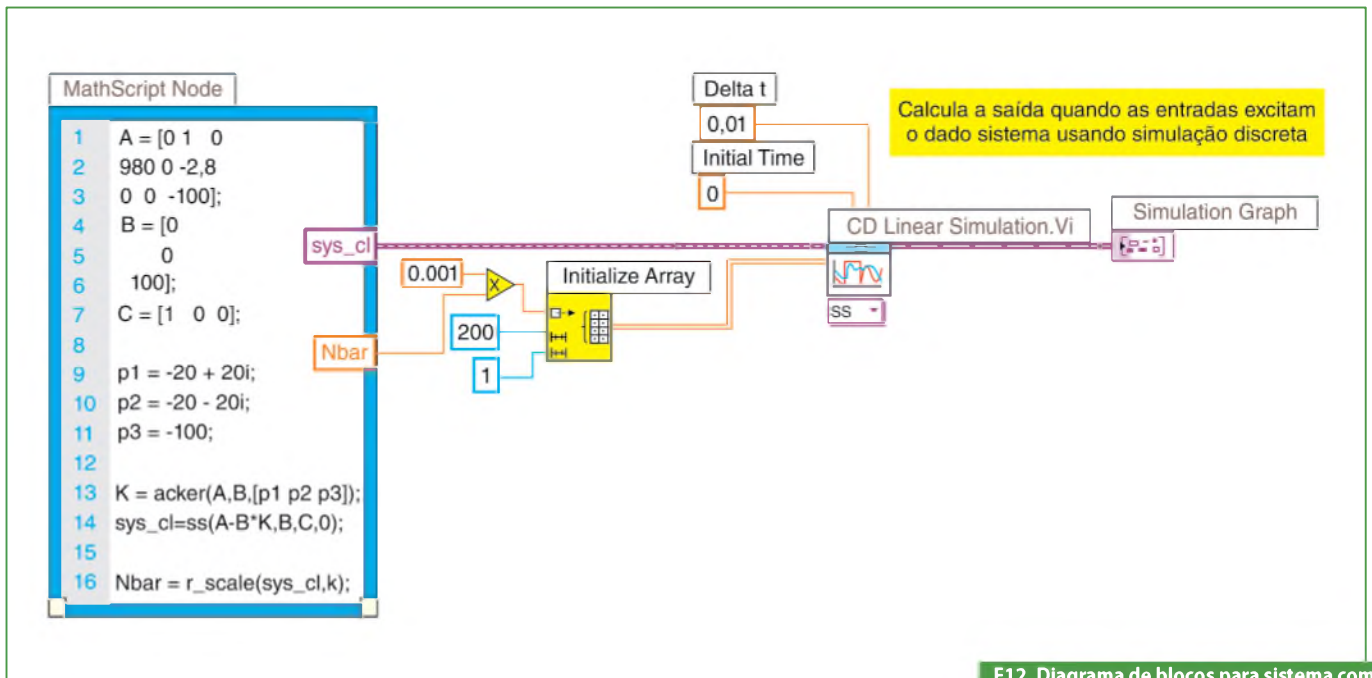 MathScript Node
1 A = [0 1 0
2 980 0 -2,8
3 0 0 -100];
4 B = [0
5 0
6 100];
7 C = [1 0 0];
8
9 p1 = -20 + 20i;
10 p2 = -20 - 20i;
11 p3 = -100;
12
13 K = acker(A,B,[p1 p2 p3]);
14 sys_cl=ss(A-B*K,B,C,0);
15
16 Nbar = r_scale(sys_cl,k);
sys_cl
Nbar
0.001
X
200
1
Initialize Array
Delta t
0,01
Initial Time
0
Calcula a saída quando as entradas excitam
o dado sistema usando simulação discreta
CD Linear Simulation.Vi
SS
Simulation Graph
F12. Diagrama de blocos para sistema com